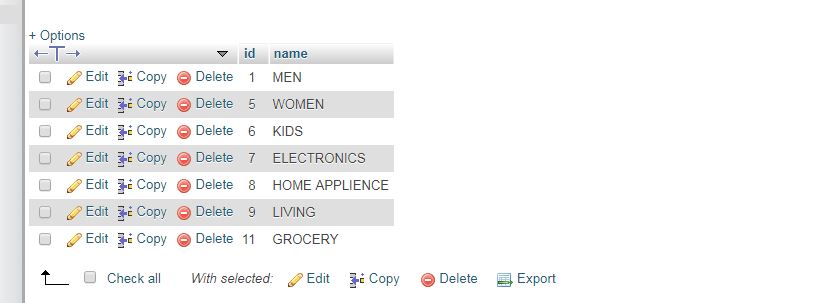 + Options
←T→ id name
Edit Copy Delete 1 MEN
Edit Copy Delete 5 WOMEN
Edit Copy Delete 6 KIDS
Edit Copy Delete 7 ELECTRONICS
Edit Copy Delete 8 HOME APPLIENCE
Edit Copy Delete 9 LIVING
Edit Copy Delete 11 GROCERY
Check all With selected: Edit Copy Delete Export